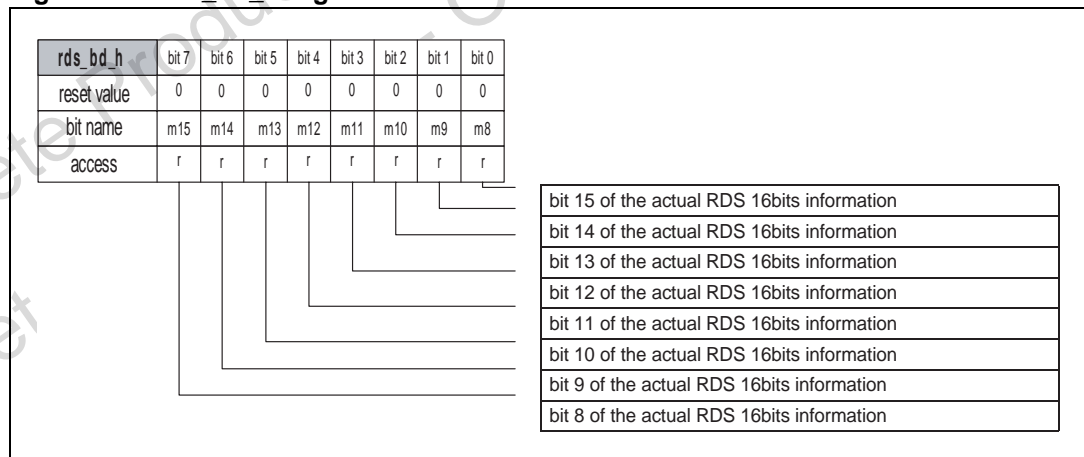 rds_bd_h bit 7 bit 6 bit 5 bit 4 bit 3 bit 2 bit 1 bit 0
reset value 0 0 0 0 0 0 0 0
bit name m15 m14 m13 m12 m11 m10 m9 m8
access r r r r r r r r
bit 15 of the actual RDS 16bits information
bit 14 of the actual RDS 16bits information
bit 13 of the actual RDS 16bits information
bit 12 of the actual RDS 16bits information
bit 11 of the actual RDS 16bits information
bit 10 of the actual RDS 16bits information
bit 9 of the actual RDS 16bits information
bit 8 of the actual RDS 16bits information